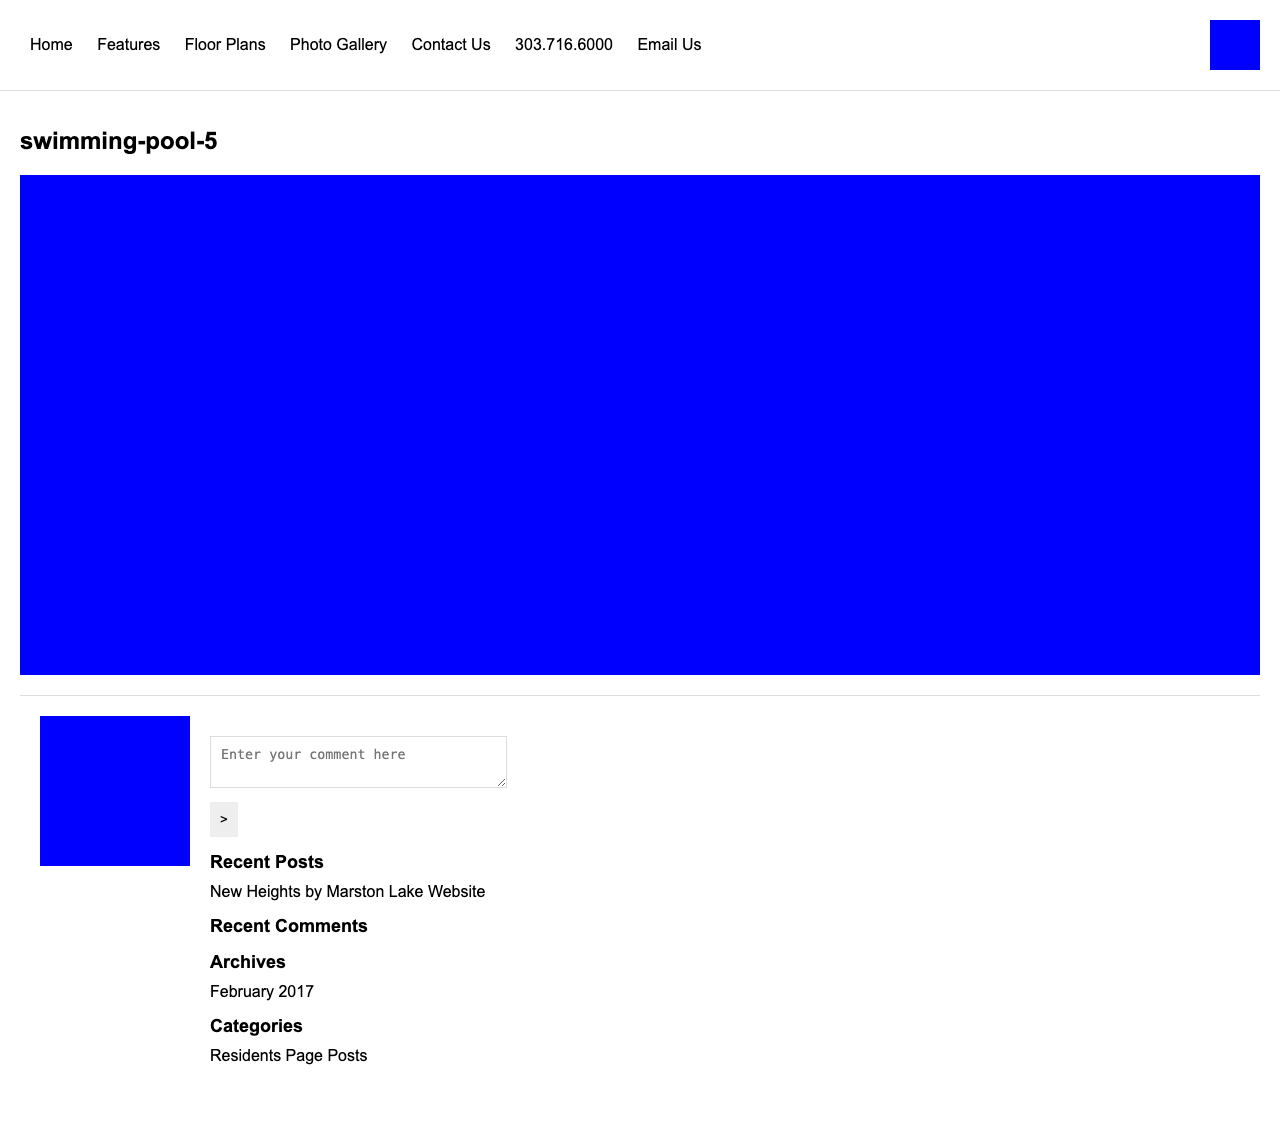 Home Features Floor Plans Photo Gallery Contact Us 303.716.6000 Email Us
swimming-pool-5
Enter your comment here
>
Recent Posts
New Heights by Marston Lake Website
Recent Comments
Archives
February 2017
Categories
Residents Page Posts